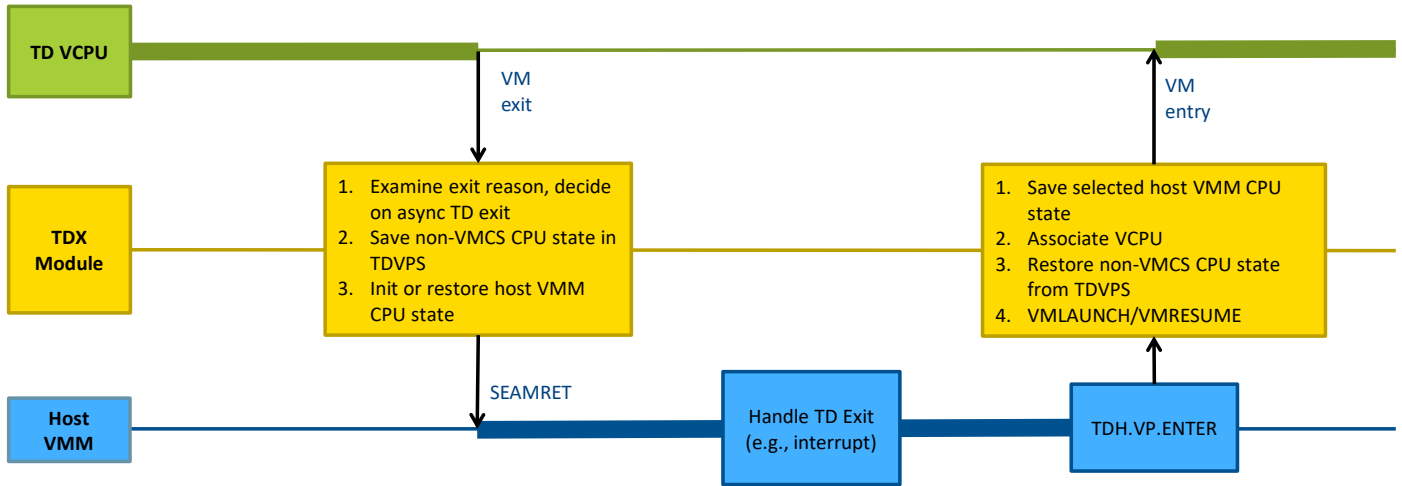 TD VCPU
VM
exit
VM
entry
TDX
Module
1. Examine exit reason, decide
on async TD exit
2. Save non-VMCS CPU state in
TDVPS
3. Init or restore host VMM
CPU state
1. Save selected host VMM CPU
state
2. Associate VCPU
3. Restore non-VMCS CPU state
from TDVPS
4. VMLAUNCH/VMRESUME
SEAMRET
Host
VMM
Handle TD Exit
(e.g., interrupt)
TDH.VP.ENTER